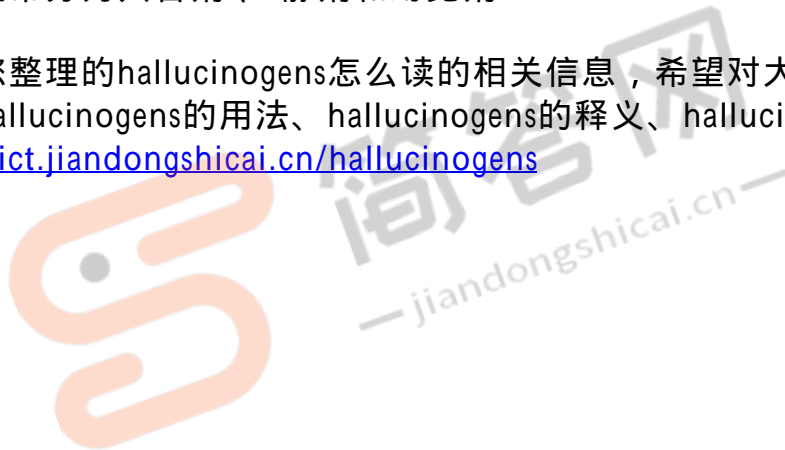 整理的hallucinogens怎么读的相关信息，希望对大
allucinogens的用法、hallucinogens的释义、halluci
ict.jiandongshicai.cn/hallucinogens
简答网
jiandongshicai.cn